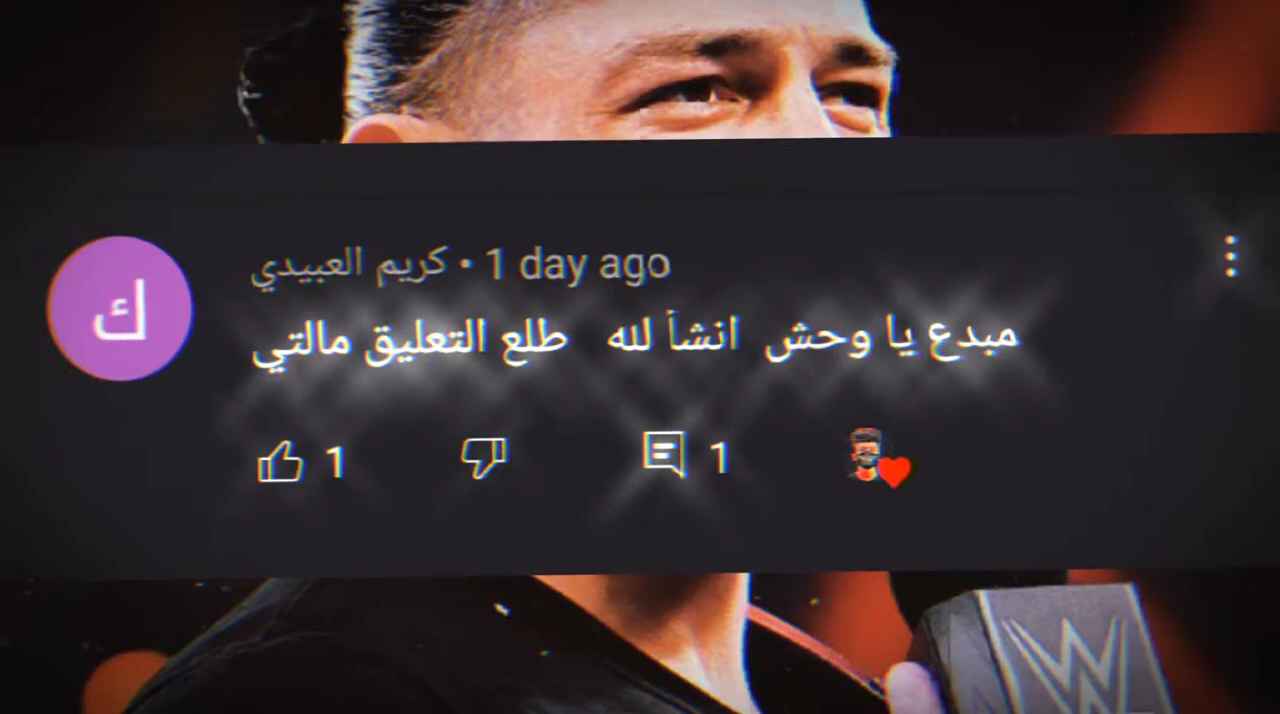 كريم العبيدي • 1 day ago
ك
مبدع يا وحش انشأ لله طلع التعليق مالتي
1 1
W